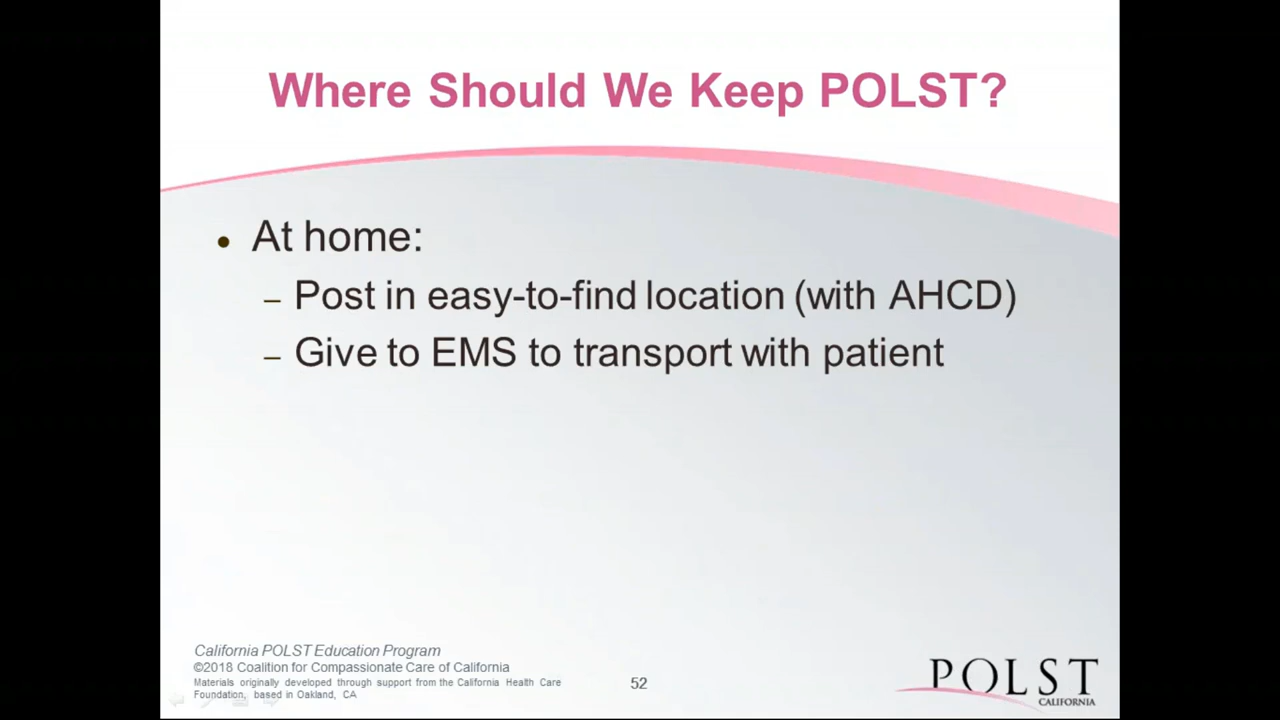 Where Should We Keep POLST?
• At home:
– Post in easy-to-find location (with AHCD)
– Give to EMS to transport with patient
California POLST Education Program
©2018 Coalition for Compassionate Care of California
Materials originally developed through support from the California Health Care
Foundation, based in Oakland, CA
52
POLST
CALIFORNIA